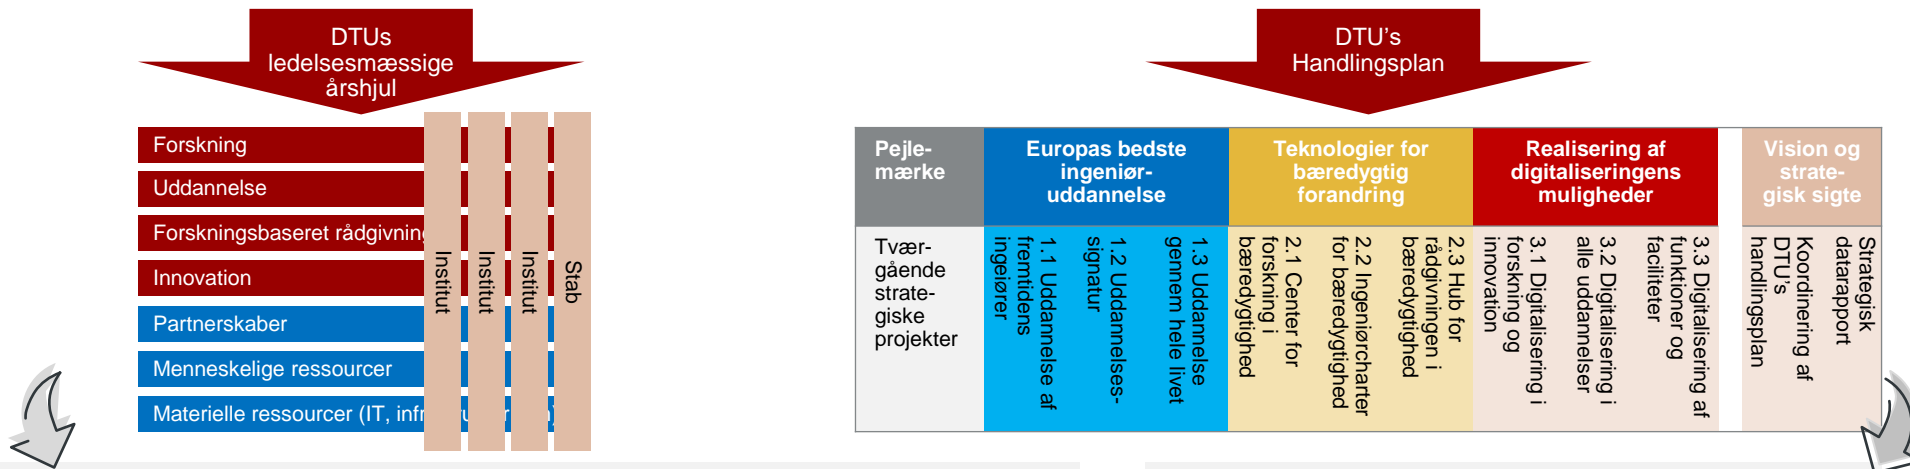 DTUs
ledelsesmæssige
årshjul
Forskning
Uddannelse
Forskningsbaseret rådgivning
Innovation
Partnerskaber
Menneskelige ressourcer
Materielle ressourcer (IT, infr
Institut
Institut
Institut
Stab
DTU's
Handlingsplan
Pejle-
mærke
Europas bedste
ingeniør-
uddannelse
Teknologier for
bæredygtig
forandring
Realisering af
digitaliseringens
muligheder
Vision og
strate-
gisk sigte
Tvær-
gående
strate-
giske
projekter
1.1 Uddannelse af
fremtidens
ingeiører
1.2 Uddannelses-
signatur
1.3 Uddannelse
gennem hele livet
2.1 Center for
forskning i
bæredygtighed
2.2 Ingeniørcharter
for bæredygtighed
2.3 Hub for
rådgivningen i
bæredygtighed
3.1 Digitalisering i
forskning og
innovation
3.2 Digitalisering i
alle uddannelser
3.3 Digitalisering af
funktioner og
faciliteter
Strategisk
datarapport
Koordinering af
DTU's
handlingsplan